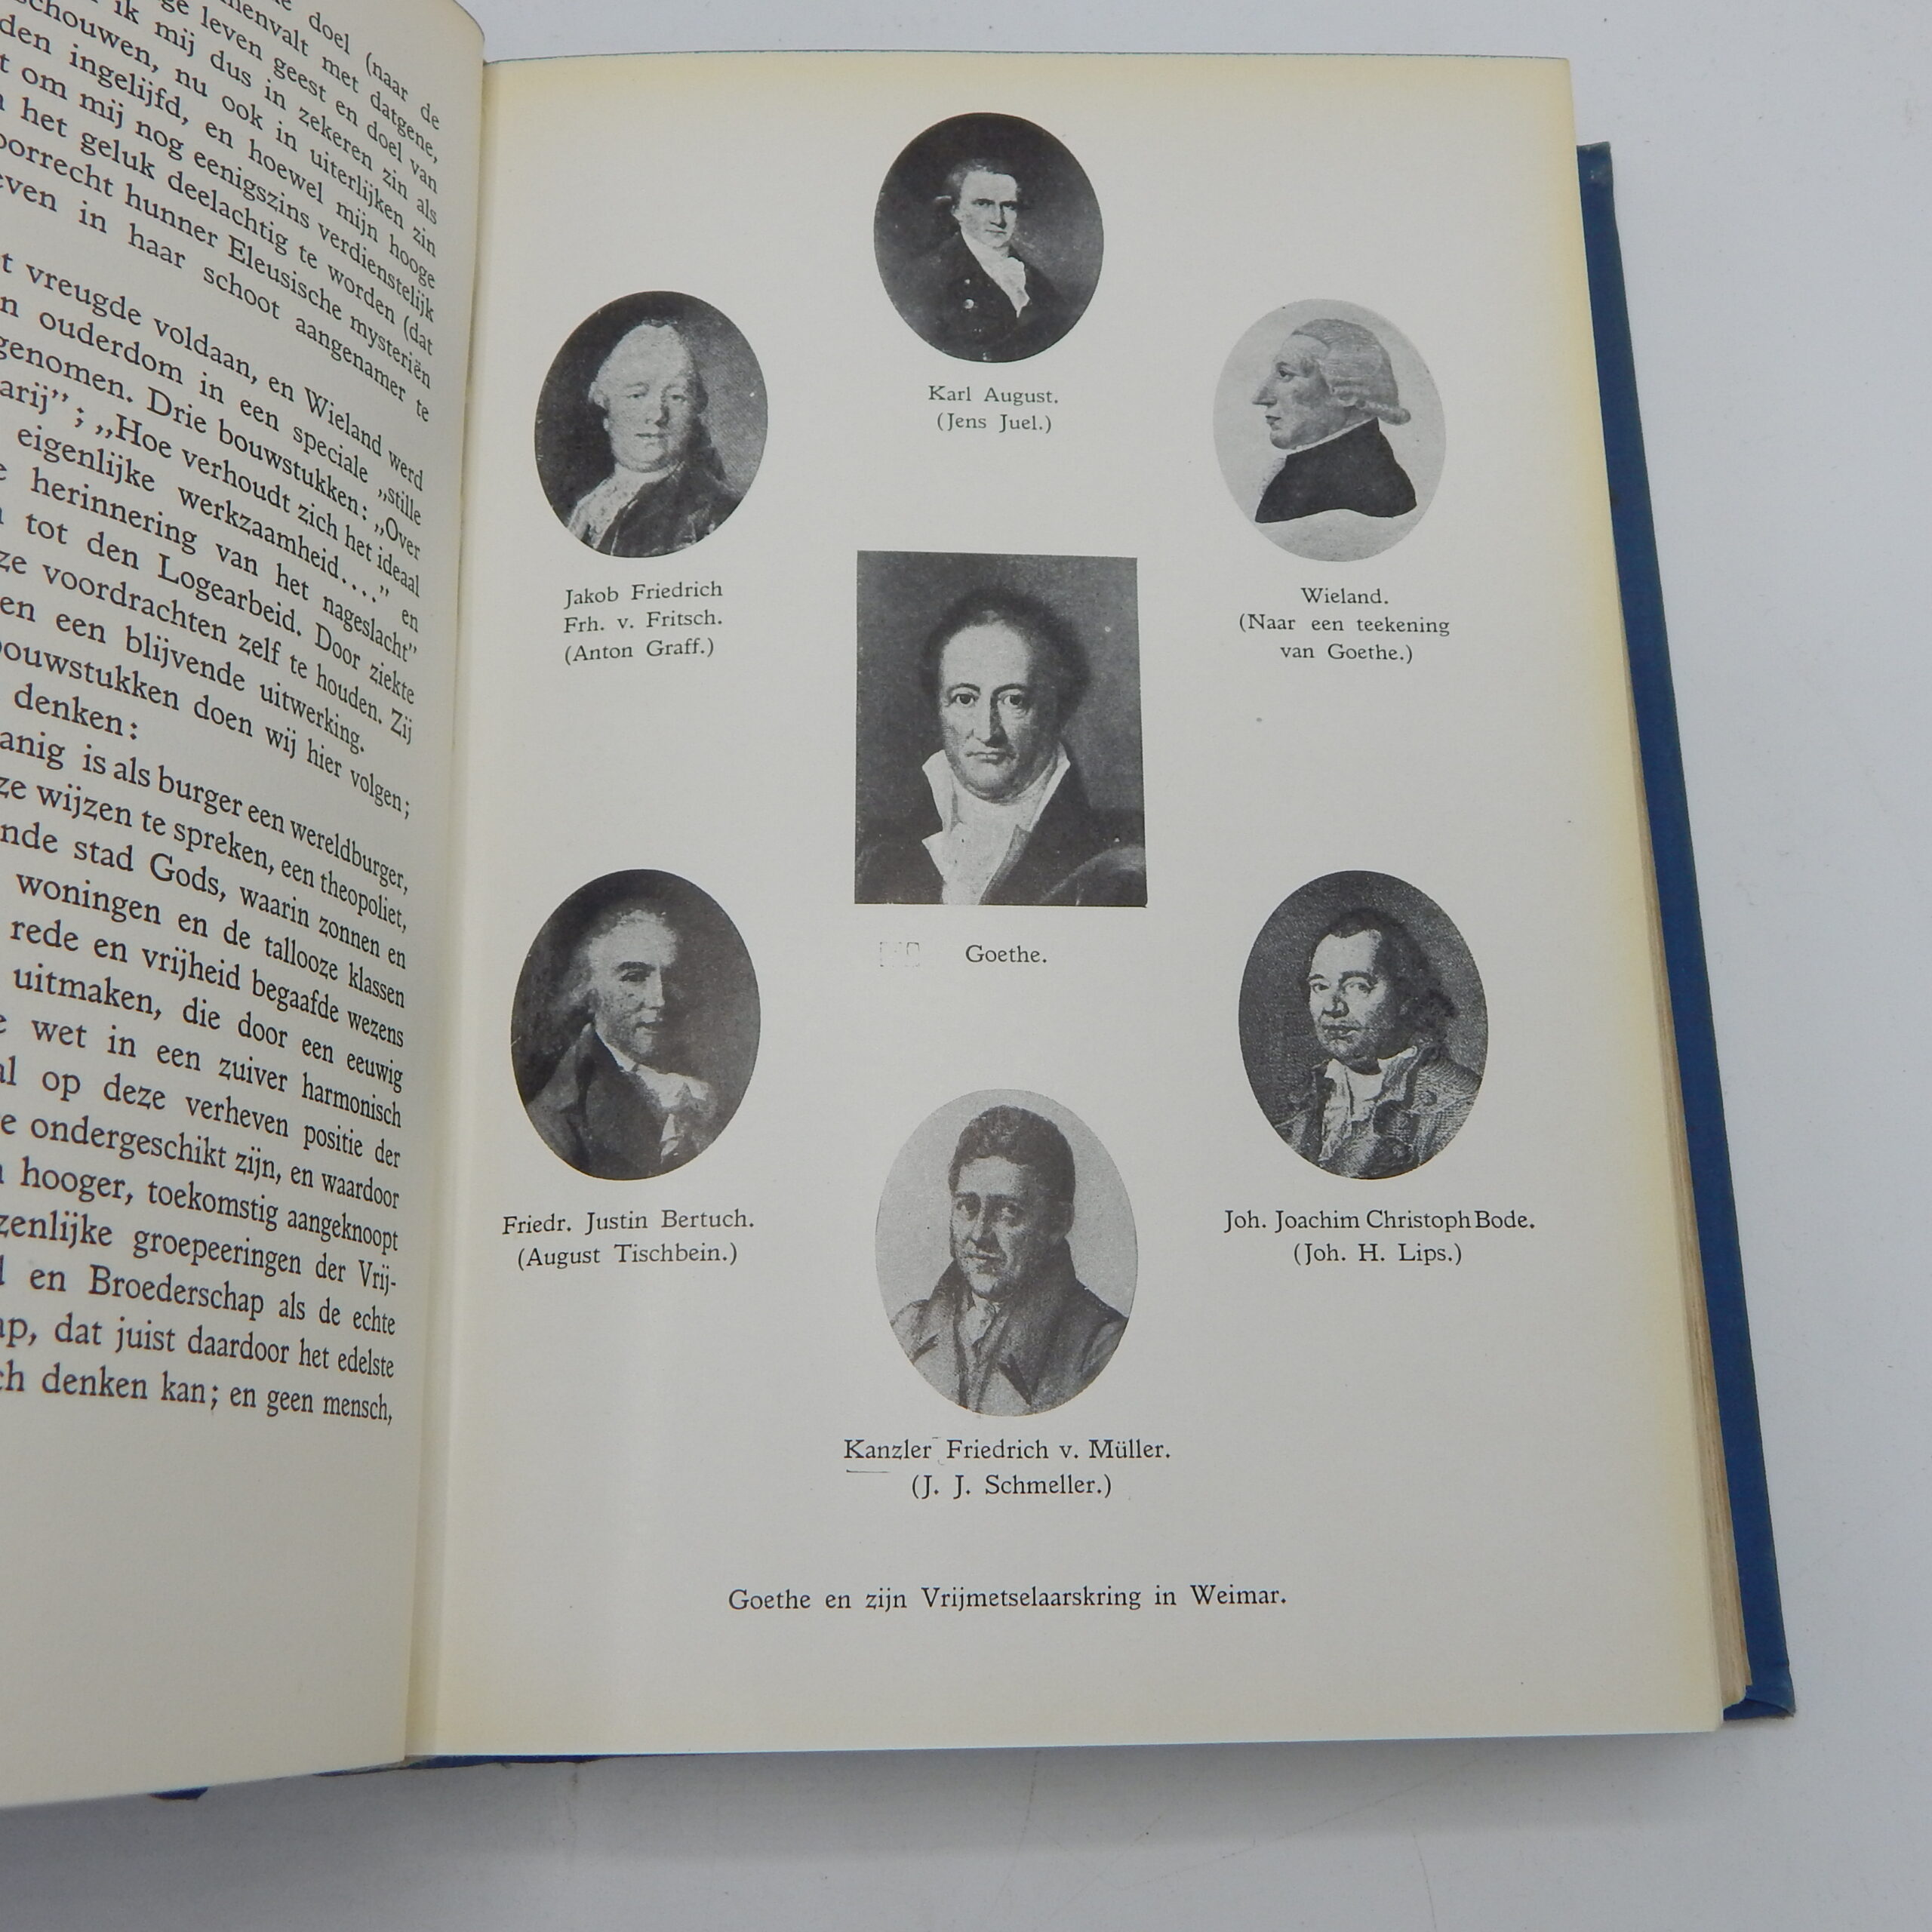 doel (naar de
menvalt met datgene,
ge leven geest en doel van
ik mij dus in zekeren zin als
schouwen, nu ook in uiterlijken zin
den ingelijfd, en hoewel mijn hooge
t om mij nog eenigszins verdienstelijk
het geluk deelachtig te worden (dat
oorrecht hunner Eleusische mysteriën
even in haar schoot aangenamer te
t vreugde voldaan, en Wieland werd
n ouderdom in een speciale „stille
genomen. Drie bouwstukken: „Over
arij”; „Hoe verhoudt zich het ideaal
eigenlijke werkzaamheid....” en
e herinnering van het nageslacht”
n tot den Logearbeid. Door ziekte
ze voordrachten zelf te houden. Zij
en een blijvende uitwerking.
bouwstukken doen wij hier volgen;
denken:
anig is als burger een wereldburger,
ze wijzen te spreken, een theopoliet,
nde stad Gods, waarin zonnen en
woningen en de tallooze klassen
rede en vrijheid begaafde wezens
uitmaken, die door een eeuwig
e wet in een zuiver harmonisch
al op deze verheven positie der
e ondergeschikt zijn, en waardoor
n hooger, toekomstig aangeknoopt
zenlijke groepeeringen der Vrij-
d en Broederschap als de echte
ap, dat juist daardoor het edelste
ch denken kan; en geen mensch,
Karl August.
(Jens Juel.)
Jakob Friedrich
Frh. v. Fritsch.
(Anton Graff.)
Wieland.
(Naar een teekening
van Goethe.)
Goethe.
Friedr. Justin Bertuch.
(August Tischbein.)
Joh. Joachim Christoph Bode.
(Joh. H. Lips.)
Kanzler Friedrich v. Müller.
(J. J. Schmeller.)
Goethe en zijn Vrijmetselaarskring in Weimar.